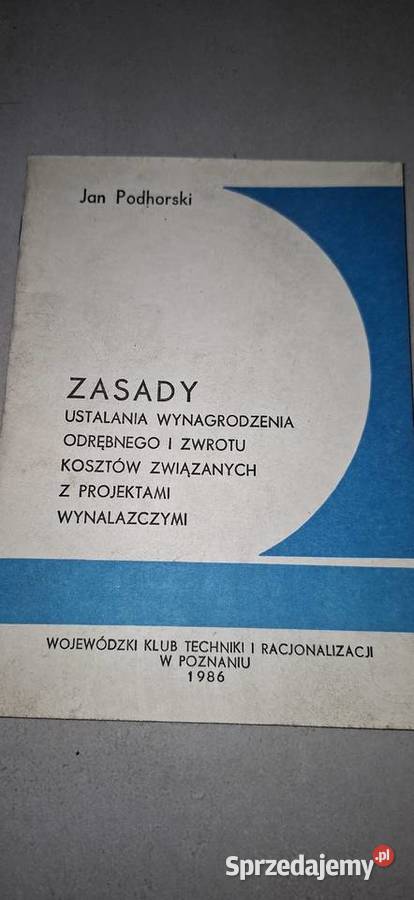 Jan Podhorski
ZASADY
USTALANIA WYNAGRODZENIA
ODRĘBNEGO I ZWROTU
KOSZTÓW ZWIĄZANYCH
Z PROJEKTAMI
WYNALAZCZYMI
WOJEWÓDZKI KLUB TECHNIKI I RACJONALIZACJI
W POZNANIU
1986
Sprzedajemy.pl